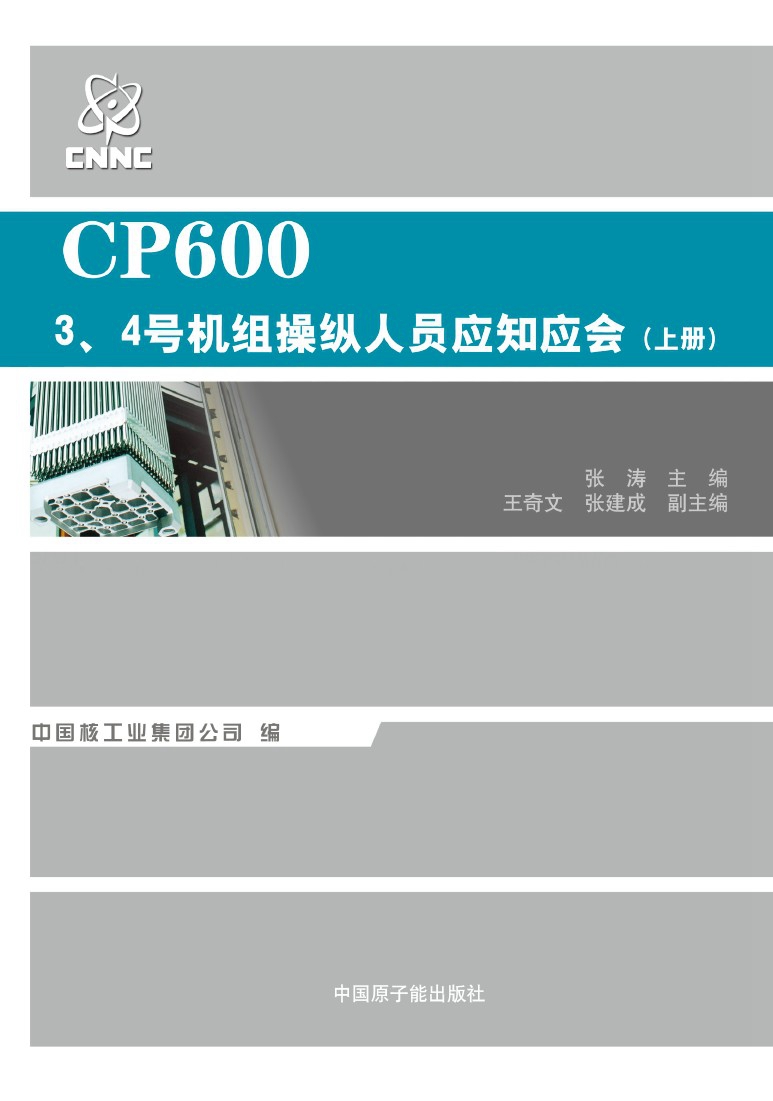 CNNC
CP600
3、4号机组操纵人员应知应会（上册）
张 涛 主 编
王奇文 张建成 副主编
中国核工业集团公司 编
中国原子能出版社